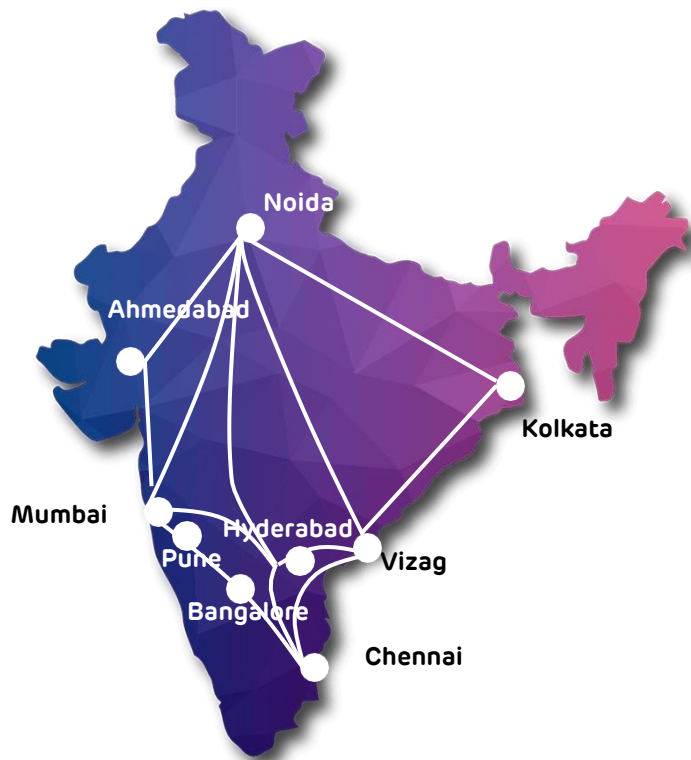 Noida
Ahmedabad
Kolkata
Mumbai
Hyderabad
Pune
Vizag
Bangalore
Chennai